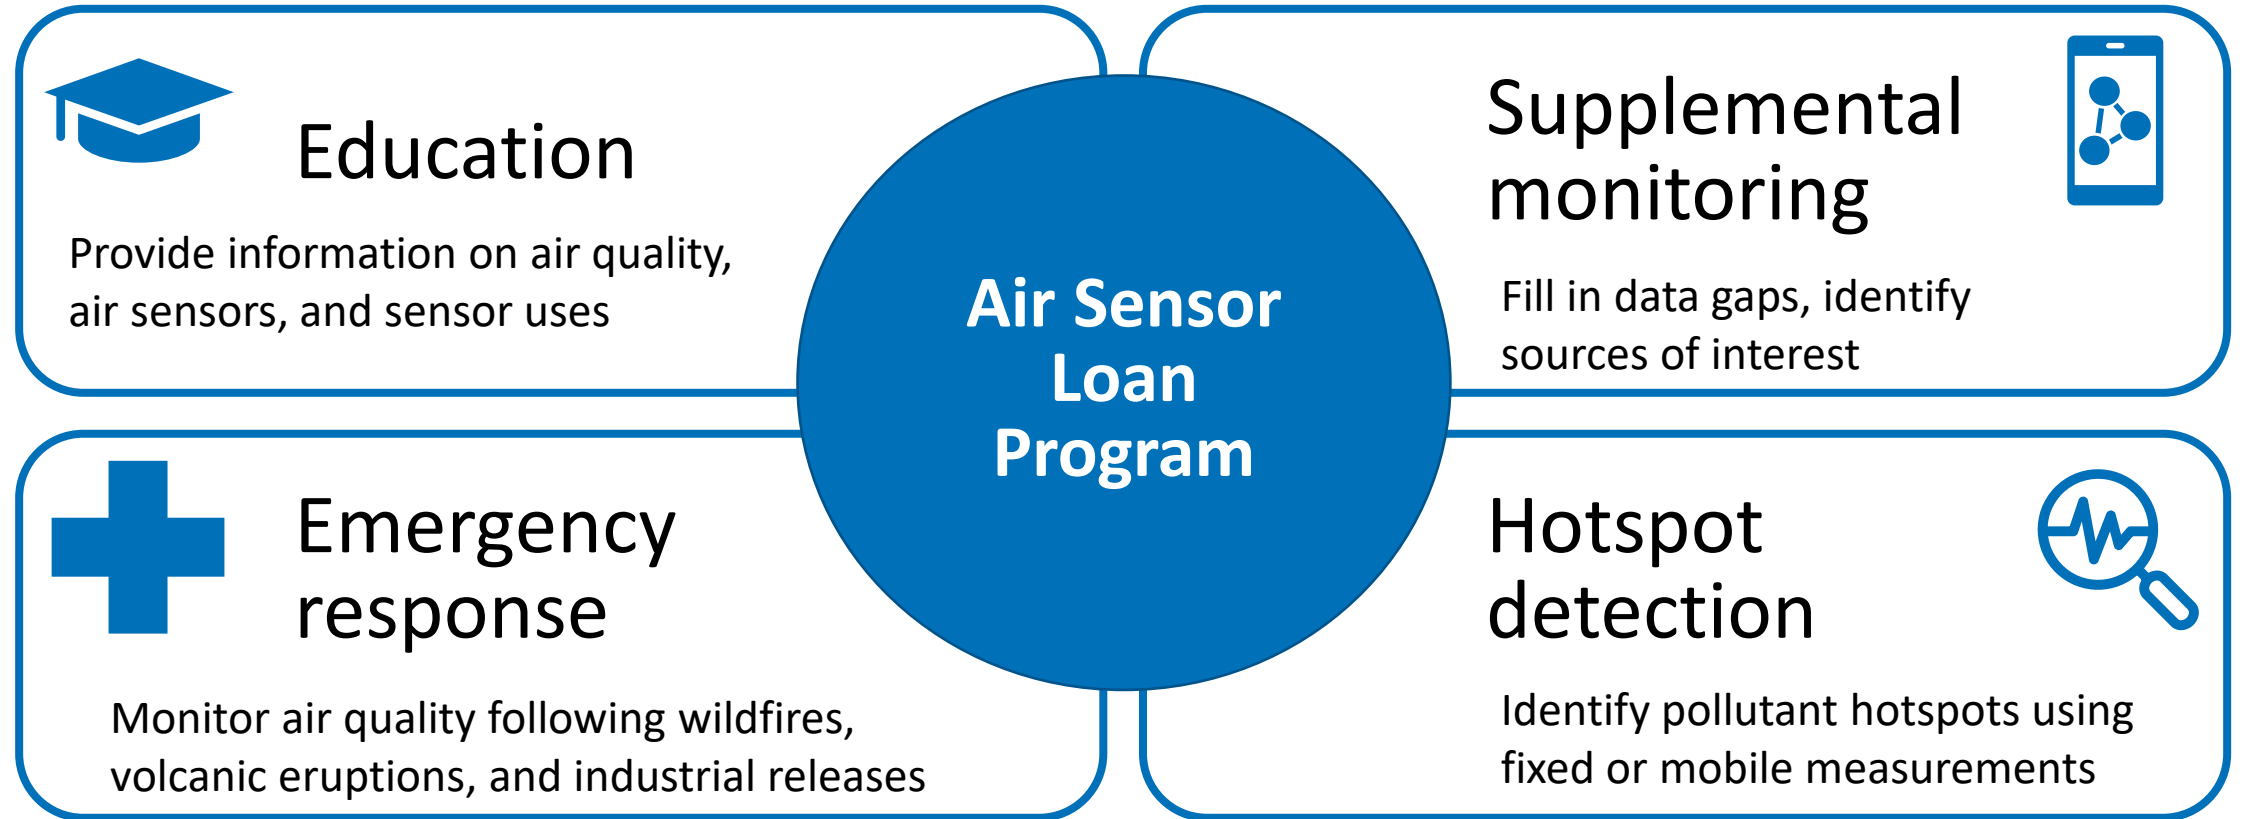 Education
Provide information on air quality,
air sensors, and sensor uses
Supplemental
monitoring
Fill in data gaps, identify
sources of interest
Air Sensor
Loan
Program
Emergency
response
Monitor air quality following wildfires,
volcanic eruptions, and industrial releases
Hotspot
detection
Identify pollutant hotspots using
fixed or mobile measurements